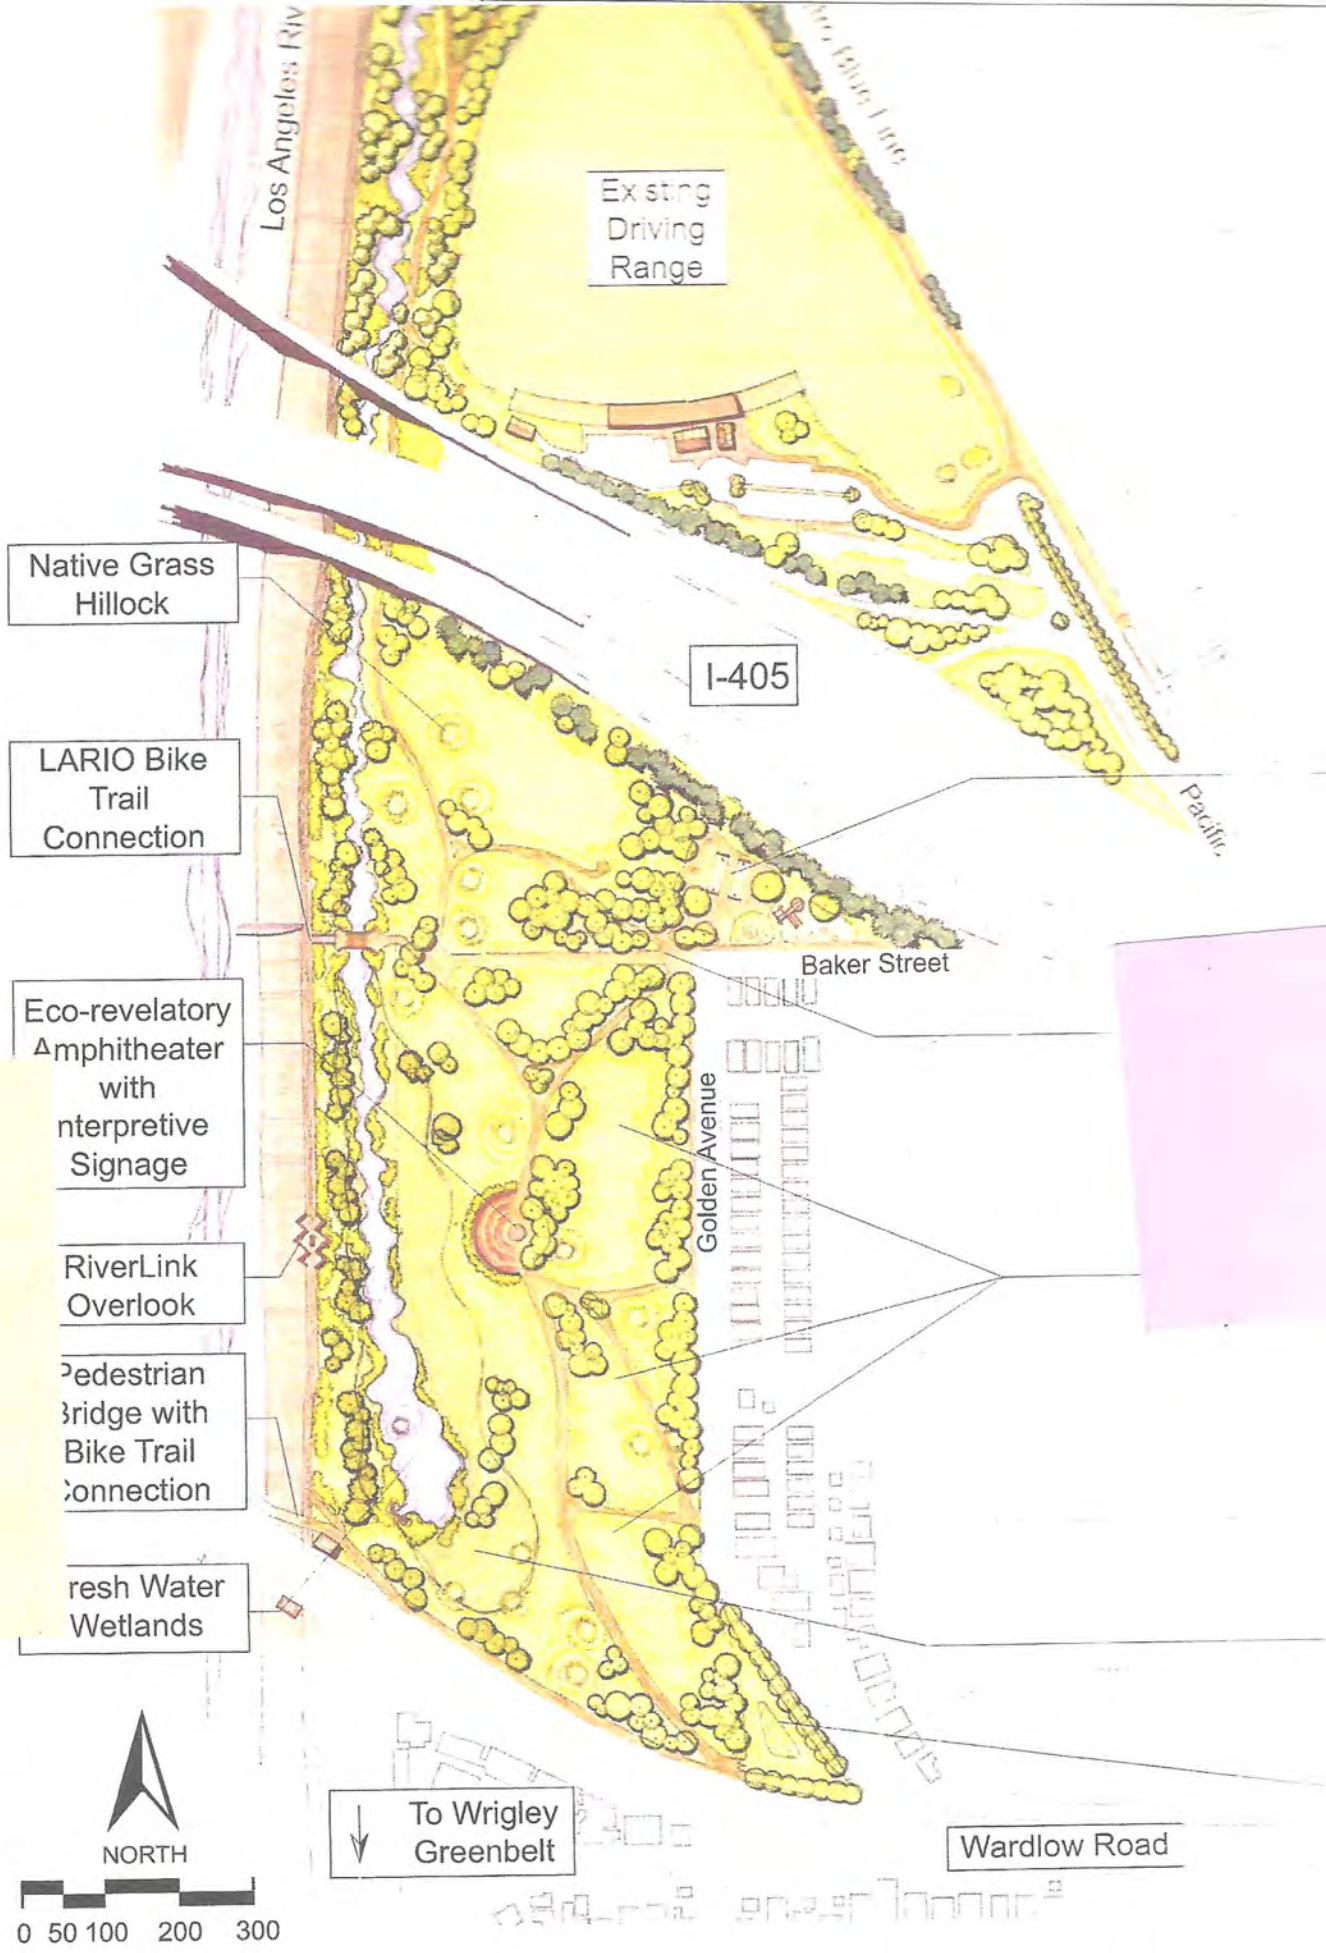 Los Angeles Riv
Blue Line
Existing
Driving
Range
Native Grass
Hillock
I-405
LARIO Bike
Trail
Connection
Pacific
Baker Street
Eco-revelatory
Amphitheater
with
nterpretive
Signage
Golden Avenue
RiverLink
Overlook
Pedestrian
Bridge with
Bike Trail
Connection
resh Water
Wetlands
NORTH
0 50 100 200 300
To Wrigley
Greenbelt
Wardlow Road